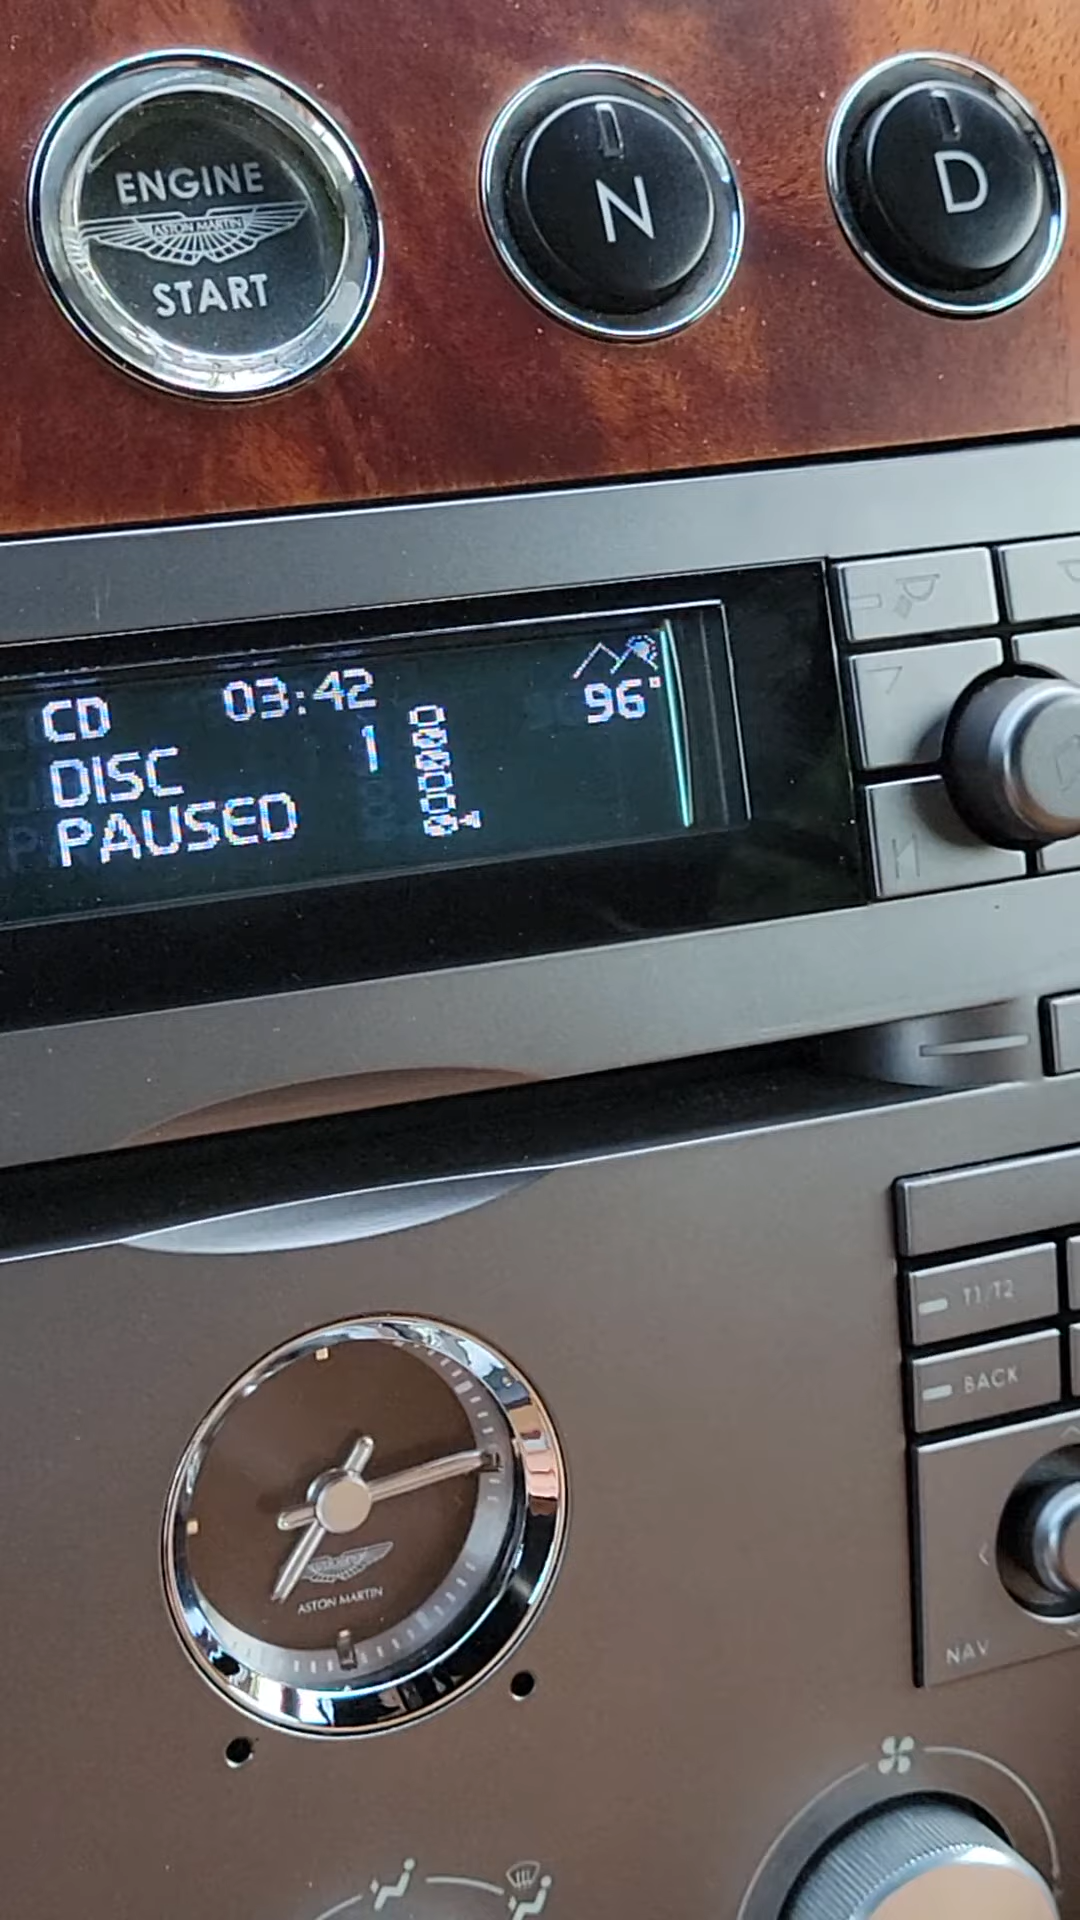 ENGINE
ASTON MARTIN
START
N
D
CD 03:42 96°
DISC 1
PAUSED
T1/T2
BACK
ASTON MARTIN
NAV